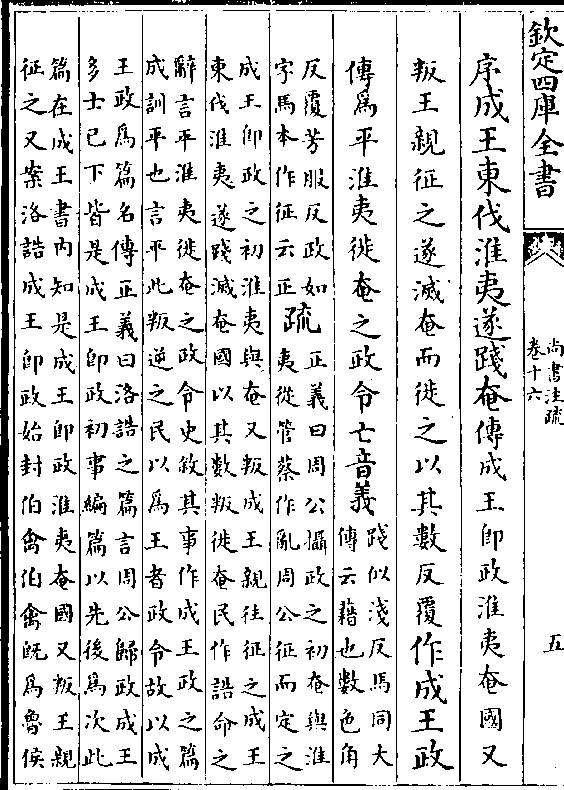 欽定四庫全書
尚書注疏
卷十六
五
序成王東伐淮夷遂踐奄傳成王即政淮夷奄國又
叛王親征之遂滅奄而徙之以其數反覆作成王政
傳爲平淮夷徙奄之政令亡音義
踐似淺反馬同大
傳云藉也數色角
反覆芳服反政如
字馬本作征云正
疏
正義曰周公攝政之初奄與淮
夷從管蔡作亂周公征而定之
成王即政之初淮夷與奄又叛成王親往征之成王
東伐淮夷遂踐滅奄國以其數叛徙奄民作誥命之
辭言平淮夷徙奄之政令史敘其事作成王政之篇
成訓平也言平此叛逆之民以爲王者政令故以成
王政爲篇名傳正義曰洛誥之篇言周公歸政成王
多士已下皆是成王即政初事編篇以先後爲次此
篇在成王書內知是成王即政淮夷奄國又叛王親
征之又案洛誥成王即政始封伯禽伯禽旣爲魯侯